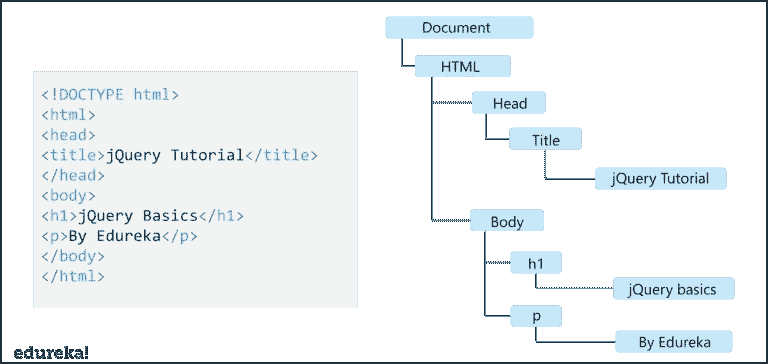 <!DOCTYPE html>
<html>
<head>
<title>jQuery Tutorial</title>
</head>
<body>
<h1>jQuery Basics</h1>
<p>By Edureka</p>
</body>
</html>
Document
HTML
Head
Title
jQuery Tutorial
Body
h1
jQuery basics
p
By Edureka
edureka!